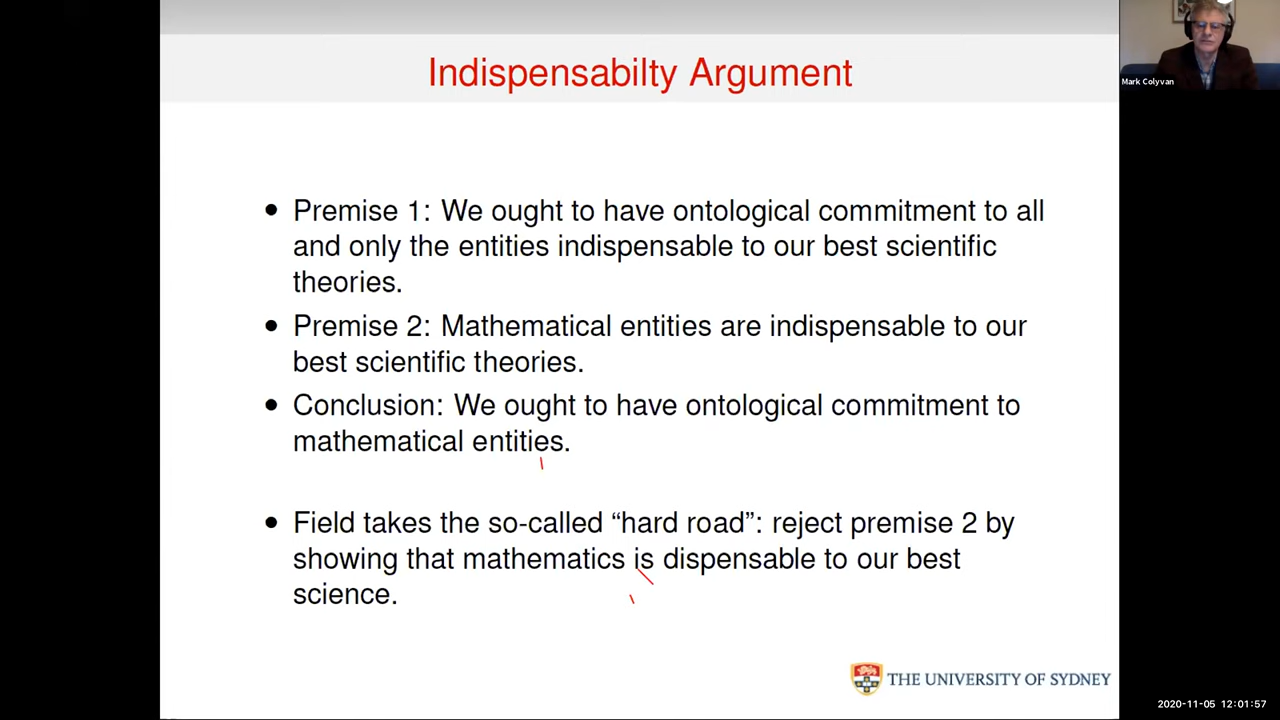 Indispensabilty Argument
Mark Colyvan
• Premise 1: We ought to have ontological commitment to all
and only the entities indispensable to our best scientific
theories.
• Premise 2: Mathematical entities are indispensable to our
best scientific theories.
• Conclusion: We ought to have ontological commitment to
mathematical entities.
• Field takes the so-called “hard road”: reject premise 2 by
showing that mathematics is dispensable to our best
science.
THE UNIVERSITY OF SYDNEY
2020-11-05 12:01:57